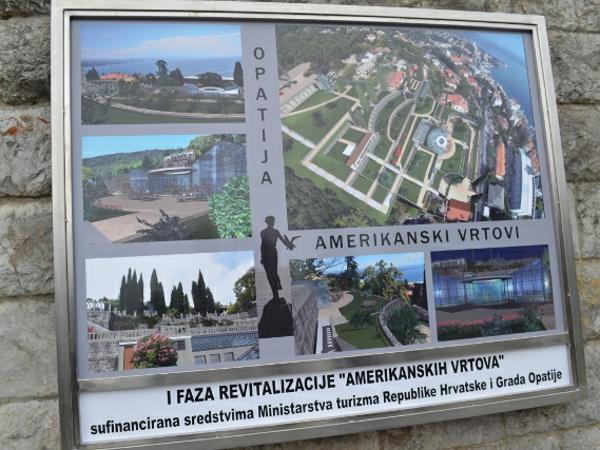 OPATIJA
AMERIKANSKI VRTOVI
I FAZA REVITALIZACIJE "AMERIKANSKIH VRTOVA"
sufinancirana sredstvima Ministarstva turizma Republike Hrvatske i Grada Opatije